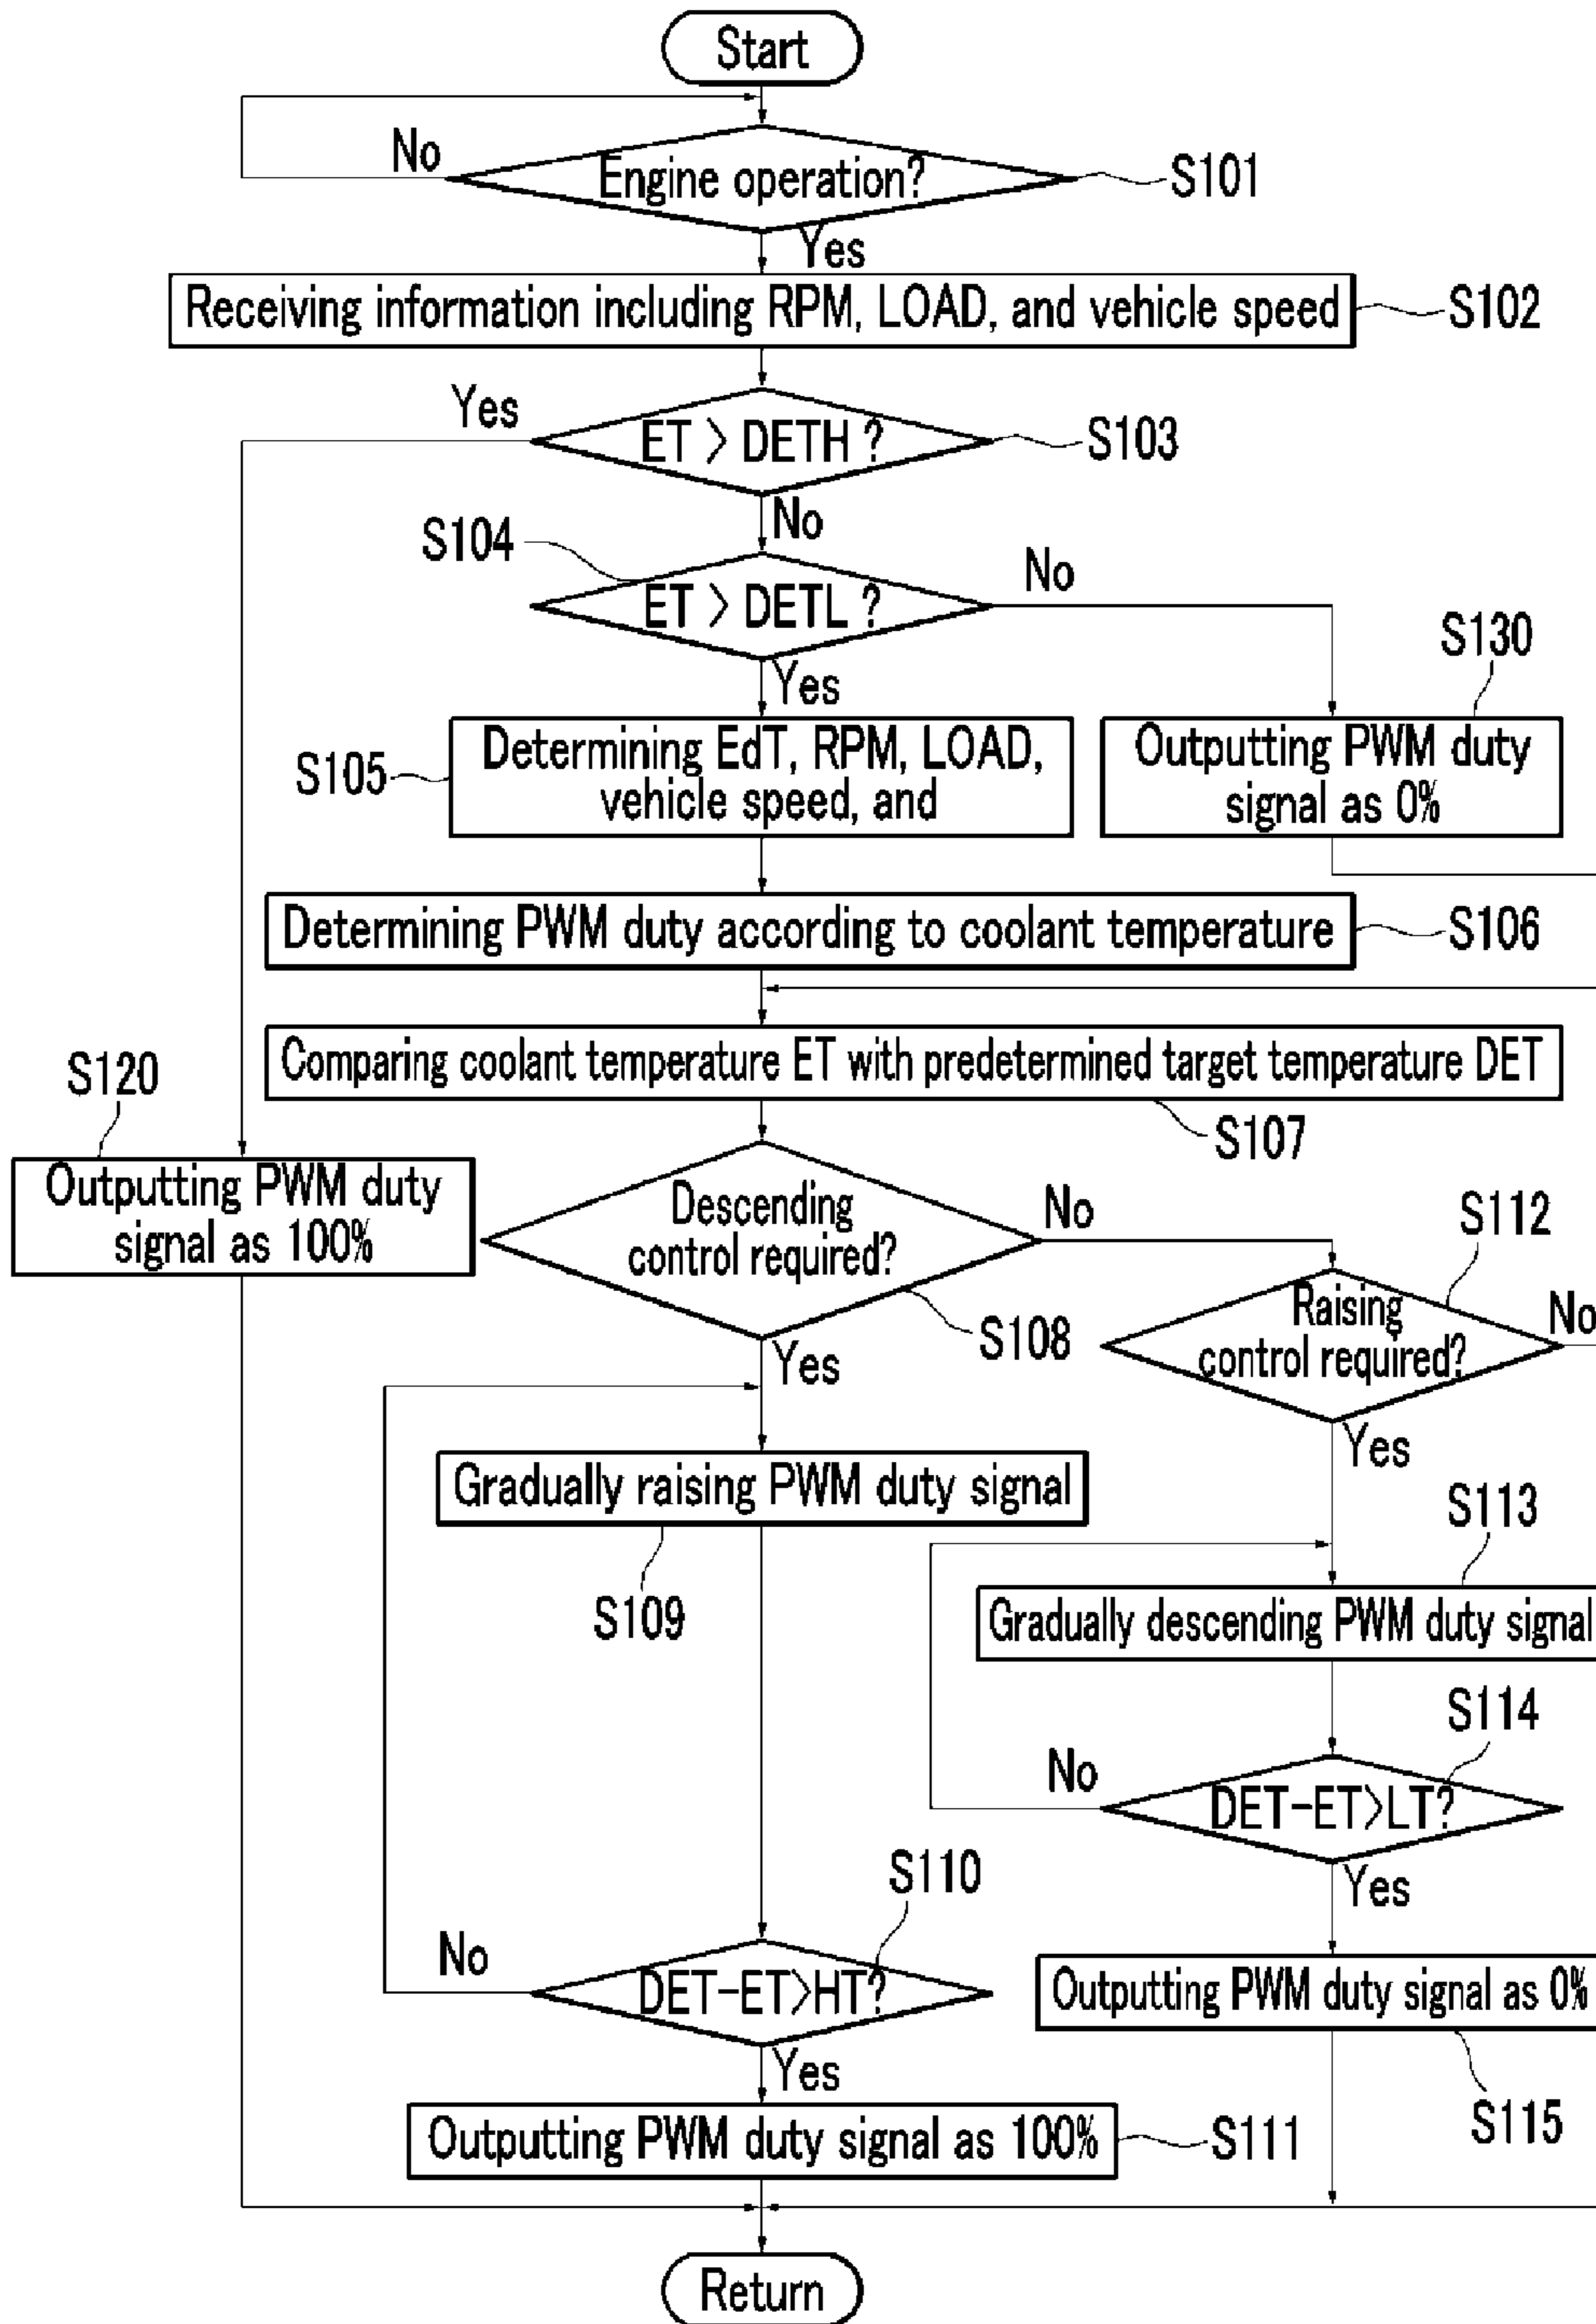 Start
No
Engine operation?
S101
Yes
Receiving information including RPM, LOAD, and vehicle speed
S102
Yes
ET > DETH ?
S103
No
S104
ET > DETL ?
No
Yes
S130
S105
Determining EdT, RPM, LOAD,
vehicle speed, and
Outputting PWM duty
signal as 0%
Determining PWM duty according to coolant temperature
S106
Comparing coolant temperature ET with predetermined target temperature DET
S107
S120
Outputting PWM duty
signal as 100%
Descending
control required?
No
S108
Yes
S112
Raising
control required?
No
Yes
Gradually raising PWM duty signal
S109
S113
Gradually descending PWM duty signal
S114
No
DET-ET>LT?
Yes
S110
No
DET-ET>HT?
Yes
Outputting PWM duty signal as 0%
S115
Outputting PWM duty signal as 100%
S111
Return